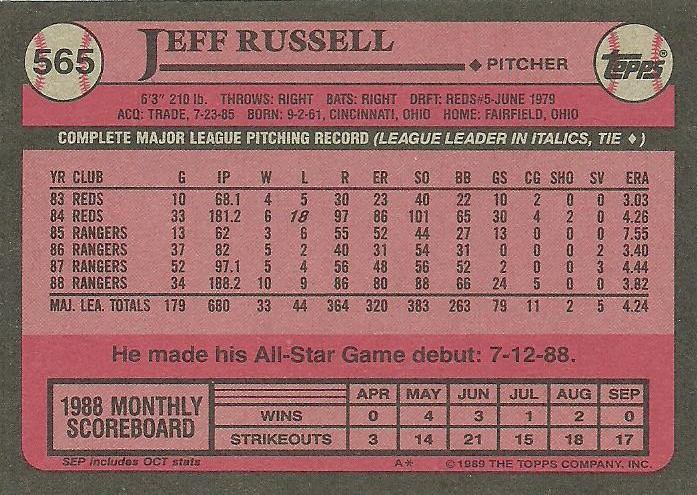 565
JEFF RUSSELL
♦ PITCHER
TOPPS®
6'3" 210 lb. THROWS: RIGHT BATS: RIGHT DRFT: REDS#5-JUNE 1979
ACQ: TRADE, 7-23-85 BORN: 9-2-61, CINCINNATI, OHIO HOME: FAIRFIELD, OHIO
COMPLETE MAJOR LEAGUE PITCHING RECORD (LEAGUE LEADER IN ITALICS, TIE ♦)
YR CLUB G IP W L R ER SO BB GS CG SHO SV ERA
83 REDS 10 68.1 4 5 30 23 40 22 10 2 0 0 3.03
84 REDS 33 181.2 6 18 97 86 101 65 30 4 2 0 4.26
85 RANGERS 13 62 3 6 55 52 44 27 13 0 0 0 7.55
86 RANGERS 37 82 5 2 40 31 54 31 0 0 0 2 3.40
87 RANGERS 52 97.1 5 4 56 48 56 52 2 0 0 3 4.44
88 RANGERS 34 188.2 10 9 86 80 88 66 24 5 0 0 3.82
MAJ. LEA. TOTALS 179 680 33 44 364 320 383 263 79 11 2 5 4.24
He made his All-Star Game debut: 7-12-88.
1988 MONTHLY SCOREBOARD
APR MAY JUN JUL AUG SEP
WINS 0 4 3 1 2 0
STRIKEOUTS 3 14 21 15 18 17
SEP includes OCT stats
A* © 1989 THE TOPPS COMPANY, INC.